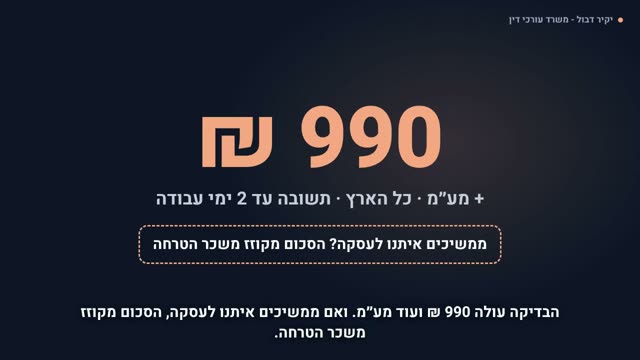 יקיר דבול - משרד עורכי דין
990 ₪
+ מע״מ · כל הארץ · תשובה עד 2 ימי עבודה
ממשיכים איתנו לעסקה? הסכום מקוזז משכר הטרחה
הבדיקה עולה 990 ₪ ועוד מע״מ. ואם ממשיכים איתנו לעסקה, הסכום מקוזז
משכר הטרחה.